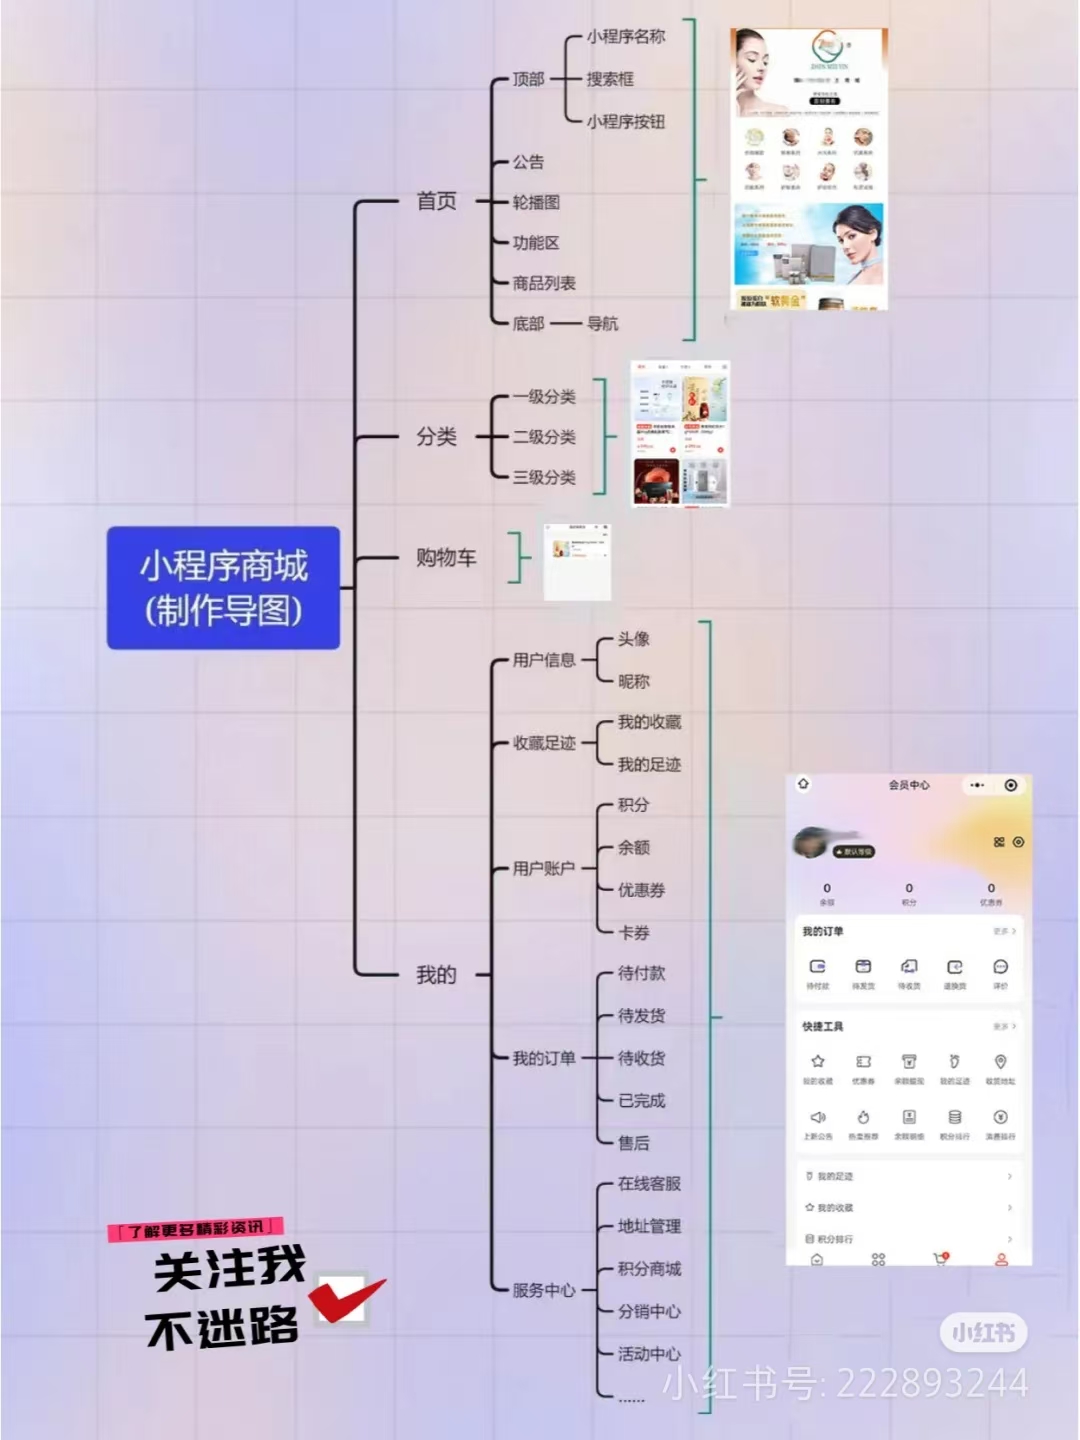 小程序商城
(制作导图)
首页
顶部
小程序名称
搜索框
小程序按钮
公告
轮播图
功能区
商品列表
底部
导航
分类
一级分类
二级分类
三级分类
购物车
我的
用户信息
头像
昵称
收藏足迹
我的收藏
我的足迹
用户账户
积分
余额
优惠券
卡券
我的订单
待付款
待发货
待收货
已完成
售后
服务中心
在线客服
地址管理
积分商城
分销中心
活动中心
......
软黄金
会员中心
默认等级
0 0 0
余额 积分 优惠券
我的订单 更多
待付款 待发货 待收货 退换货 评价
快捷工具 更多
我的收藏 优惠券 余额提现 我的足迹 收货地址
上新公告 热卖推荐 余额明细 积分排行 消费排行
我的足迹
我的收藏
积分排行
「了解更多精彩资讯」
关注我
不迷路
小红书
小红书号: 222893244